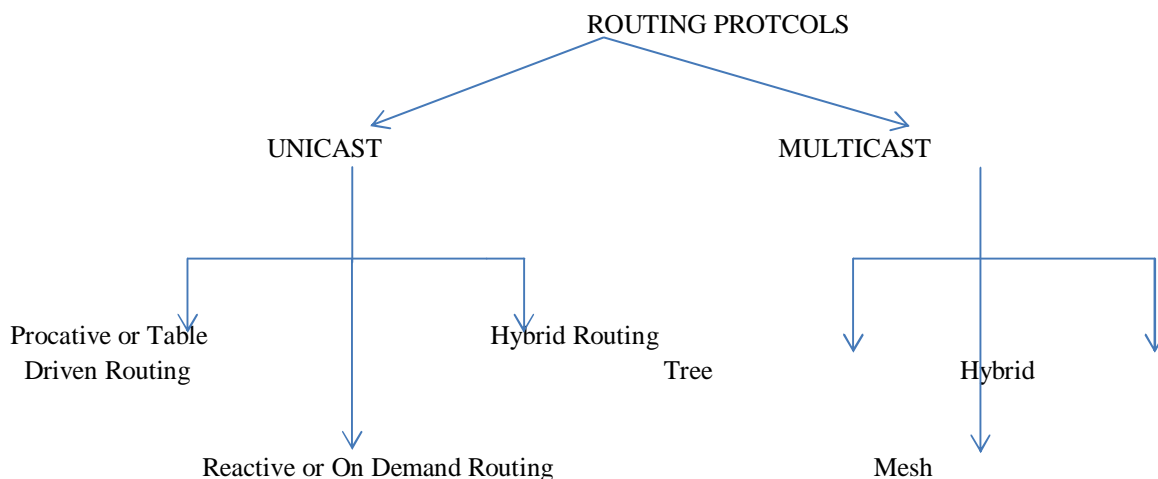 ROUTING PROTCOLS
UNICAST
MULTICAST
Procative or Table
Driven Routing
Hybrid Routing
Tree
Hybrid
Reactive or On Demand Routing
Mesh